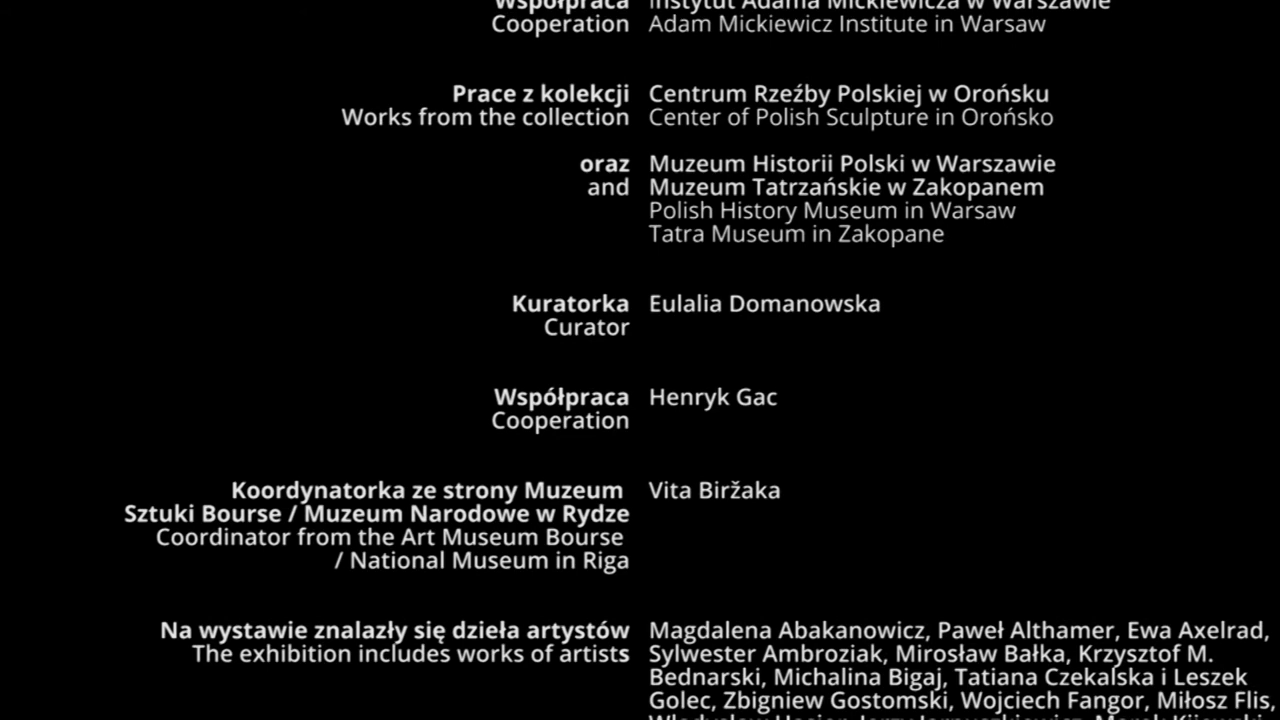 Współpraca Instytut Adama Mickiewicza w Warszawie
Cooperation Adam Mickiewicz Institute in Warsaw
Prace z kolekcji Centrum Rzeźby Polskiej w Orońsku
Works from the collection Center of Polish Sculpture in Orońsko
oraz Muzeum Historii Polski w Warszawie
and Muzeum Tatrzańskie w Zakopanem
Polish History Museum in Warsaw
Tatra Museum in Zakopane
Kuratorka Eulalia Domanowska
Curator
Współpraca Henryk Gac
Cooperation
Koordynatorka ze strony Muzeum Vita Biržaka
Sztuki Bourse / Muzeum Narodowe w Rydze
Coordinator from the Art Museum Bourse
/ National Museum in Riga
Na wystawie znalazły się dzieła artystów Magdalena Abakanowicz, Paweł Althamer, Ewa Axelrad,
The exhibition includes works of artists Sylwester Ambroziak, Mirosław Bałka, Krzysztof M.
Bednarski, Michalina Bigaj, Tatiana Czekalska i Leszek
Golec, Zbigniew Gostomski, Wojciech Fangor, Miłosz Flis,